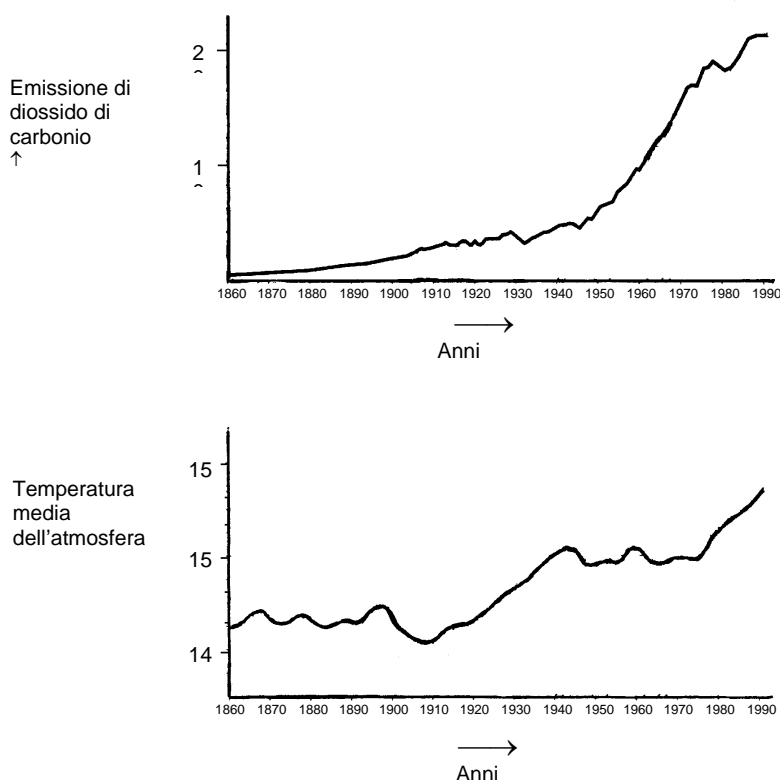 2
Emissione di
diossido di
carbonio
↑
1
1860 1870 1880 1890 1900 1910 1920 1930 1940 1950 1960 1970 1980 1990
Anni
15
Temperatura
media
dell’atmosfera
15
14
1860 1870 1880 1890 1900 1910 1920 1930 1940 1950 1960 1970 1980 1990
Anni